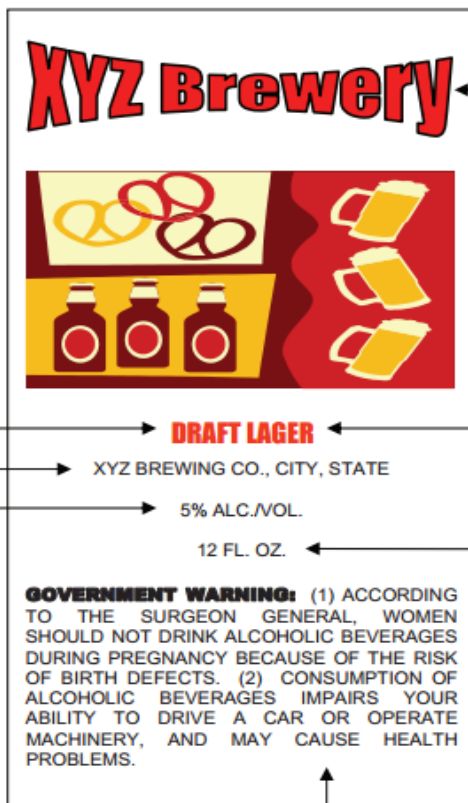 XYZ Brewery
DRAFT LAGER
XYZ BREWING CO., CITY, STATE
5% ALC./VOL.
12 FL. OZ.
GOVERNMENT WARNING: (1) ACCORDING
TO THE SURGEON GENERAL, WOMEN
SHOULD NOT DRINK ALCOHOLIC BEVERAGES
DURING PREGNANCY BECAUSE OF THE RISK
OF BIRTH DEFECTS. (2) CONSUMPTION OF
ALCOHOLIC BEVERAGES IMPAIRS YOUR
ABILITY TO DRIVE A CAR OR OPERATE
MACHINERY, AND MAY CAUSE HEALTH
PROBLEMS.